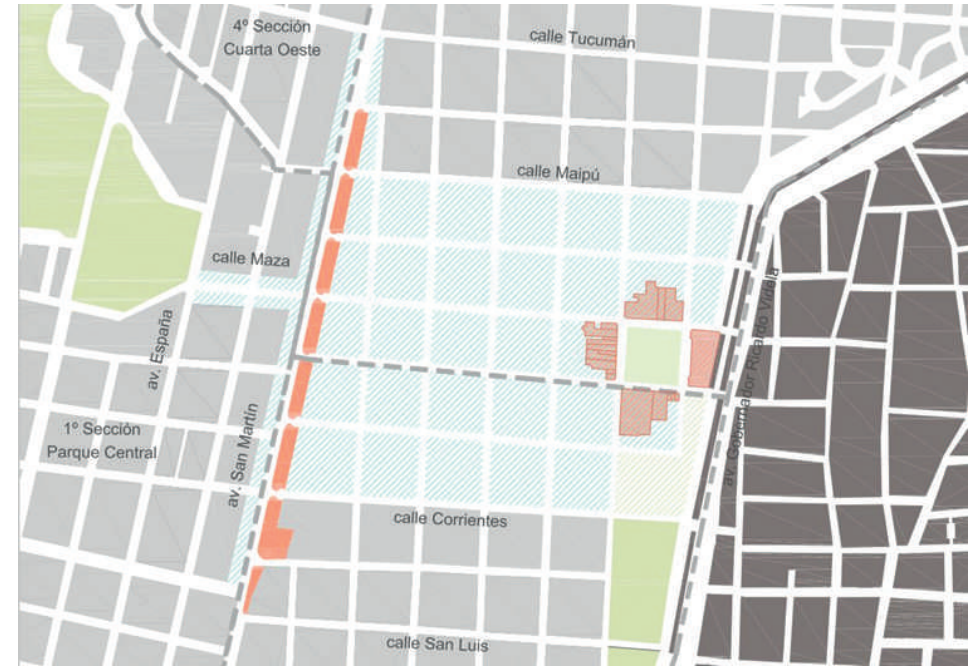 4º Sección
Cuarta Oeste
calle Tucumán
calle Maipú
calle Maza
av. España
av. San Martín
av. Gobernador Ricardo Videla
1º Sección
Parque Central
calle Corrientes
calle San Luis